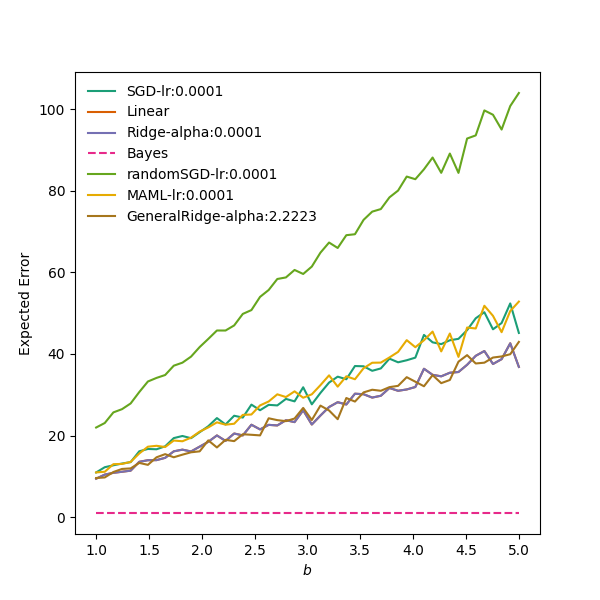 SGD-lr:0.0001
Linear
Ridge-alpha:0.0001
Bayes
randomSGD-lr:0.0001
MAML-lr:0.0001
GeneralRidge-alpha:2.2223
Expected Error
100
80
60
40
20
0
1.0 1.5 2.0 2.5 3.0 3.5 4.0 4.5 5.0
b